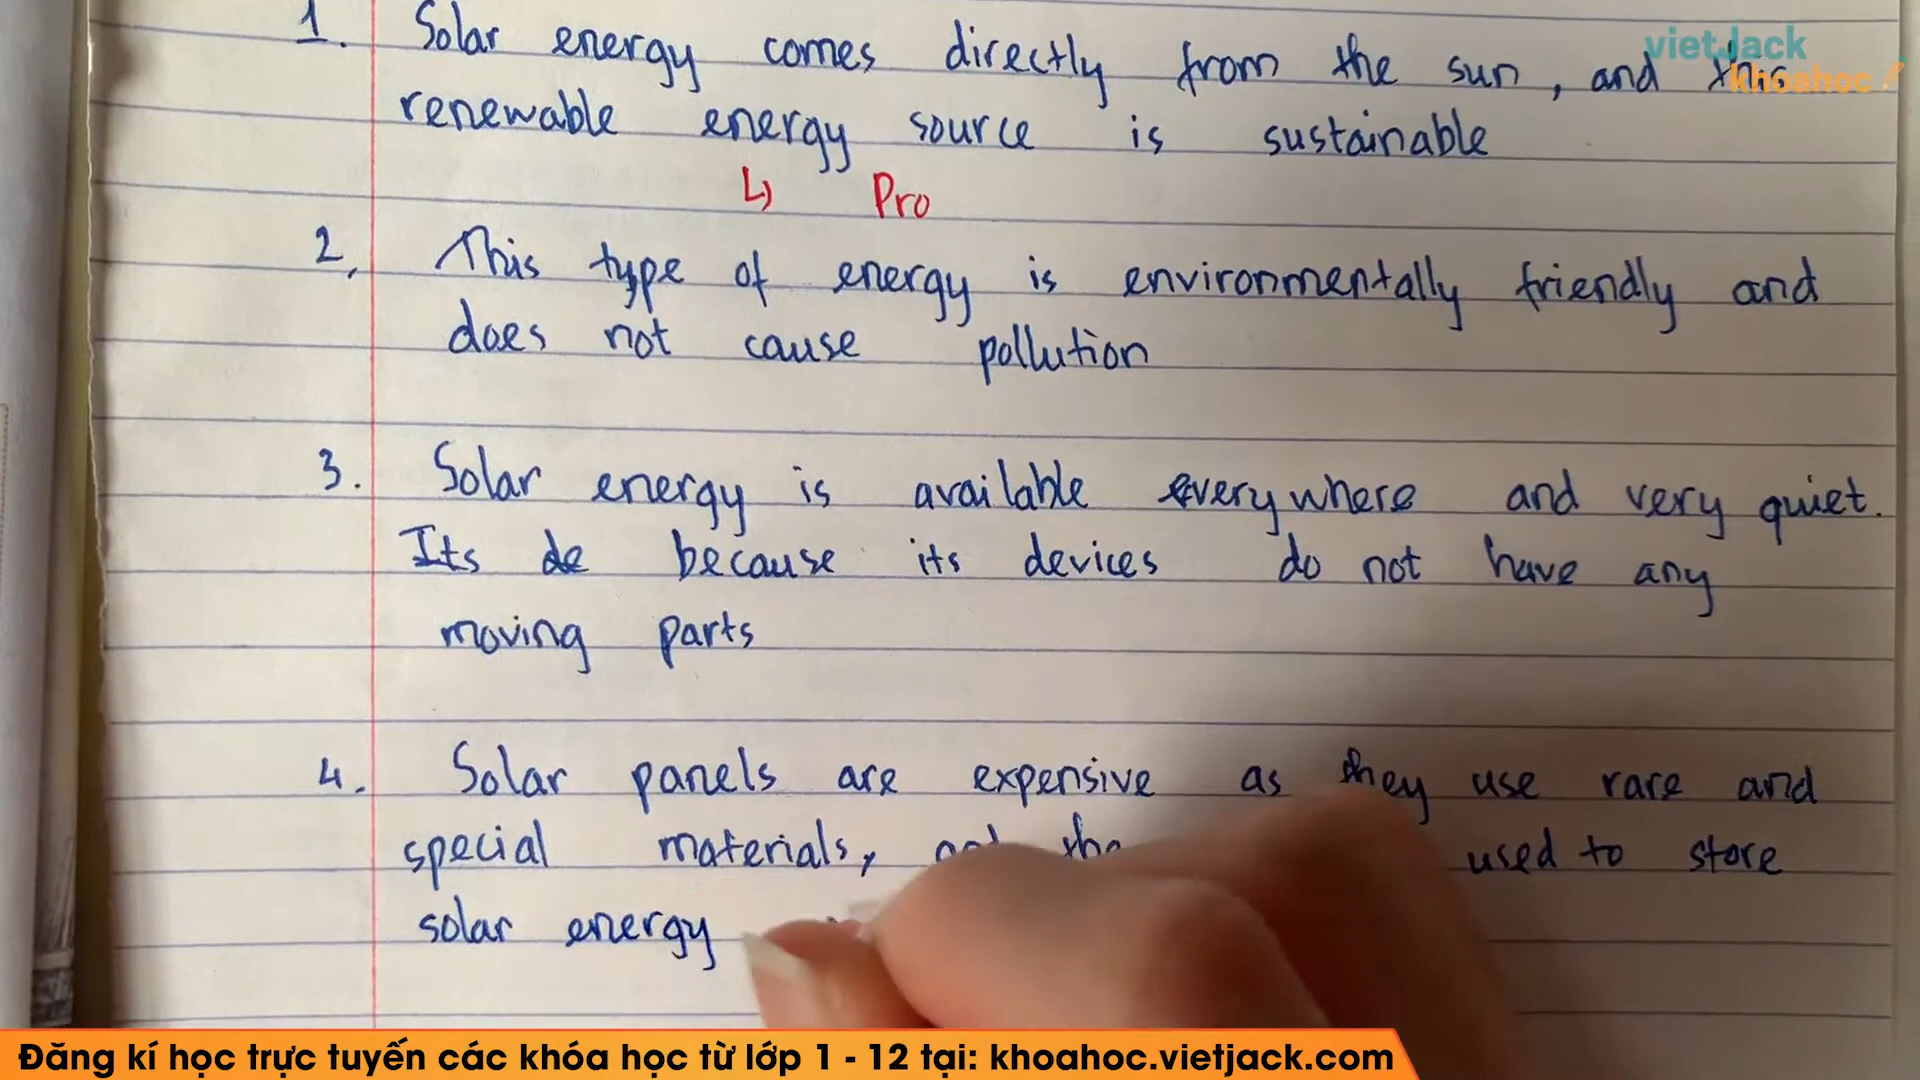 vietJack
khoahoc!
1. Solar energy comes directly from the sun, and this
renewable energy source is sustainable
↳ Pro
2. This type of energy is environmentally friendly and
does not cause pollution
3. Solar energy is available everywhere and very quiet.
Its de because its devices do not have any
moving parts
4. Solar panels are expensive as they use rare and
special materials, and the used to store
solar energy
Đăng kí học trực tuyến các khóa học từ lớp 1 - 12 tại: khoahoc.vietjack.com